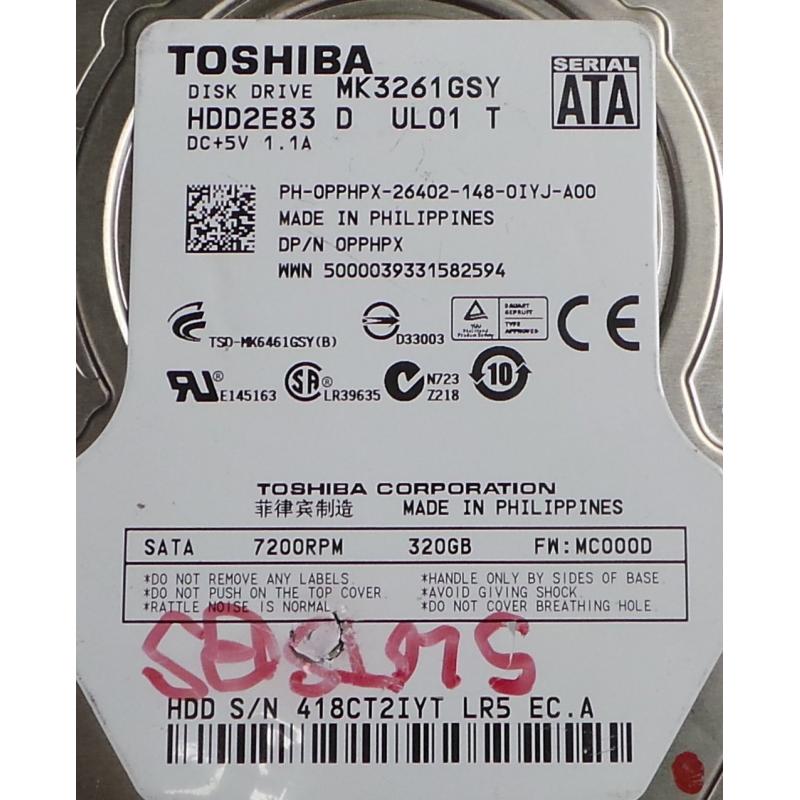 TOSHIBA
DISK DRIVE MK3261GSY
HDD2E83 D UL01 T
DC+5V 1.1A
SERIAL
ATA
PH-0PPHPX-26402-148-0IYJ-A00
MADE IN PHILIPPINES
DP/N 0PPHPX
WWN 5000039331582594
TSD-MK6461GSY(B)
D33003
CE
E145163
LR39635
N723
Z218
10
TOSHIBA CORPORATION
菲律宾制造 MADE IN PHILIPPINES
SATA 7200RPM 320GB FW:MC000D
*DO NOT REMOVE ANY LABELS. *HANDLE ONLY BY SIDES OF BASE.
*DO NOT PUSH ON THE TOP COVER. *AVOID GIVING SHOCK.
*RATTLE NOISE IS NORMAL. *DO NOT COVER BREATHING HOLE.
HDD S/N 418CT2IYT LR5 EC.A